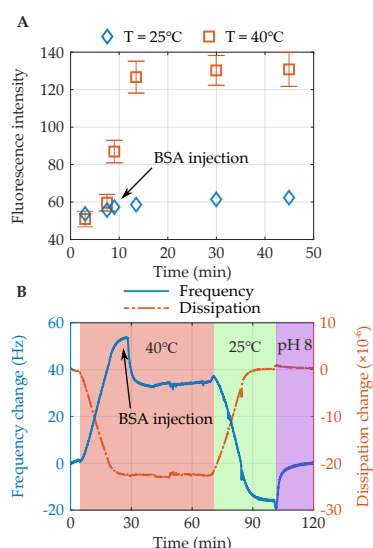 A
T = 25°C T = 40°C
Fluorescence intensity
140
120
100
80
60
40
BSA injection
0 10 20 30 40 50
Time (min)
B
Frequency
Dissipation
Frequency change (Hz)
60
40
20
0
-20
40°C 25°C pH 8
BSA injection
10
0
-10
-20
-30
Dissipation change (×10⁻⁶)
0 30 60 90 120
Time (min)